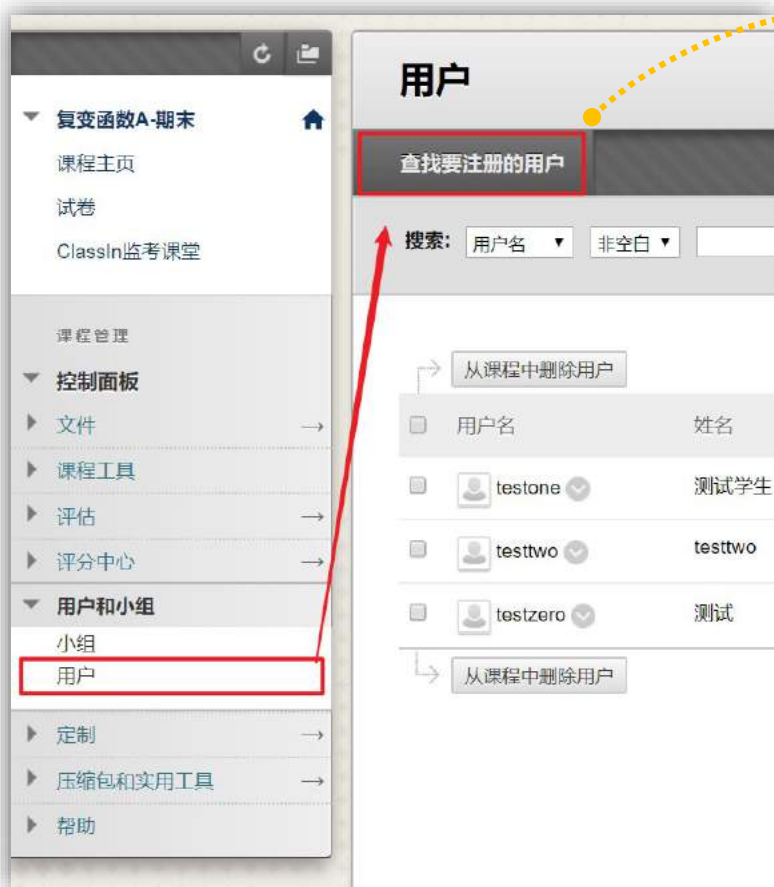 复变函数A-期末
课程主页
试卷
ClassIn监考课堂
课程管理
控制面板
文件
课程工具
评估
评分中心
用户和小组
小组
用户
定制
压缩包和实用工具
帮助
用户
查找要注册的用户
搜索: 用户名 非空白
从课程中删除用户
用户名 姓名
testone 测试学生
testtwo testtwo
testzero 测试
从课程中删除用户